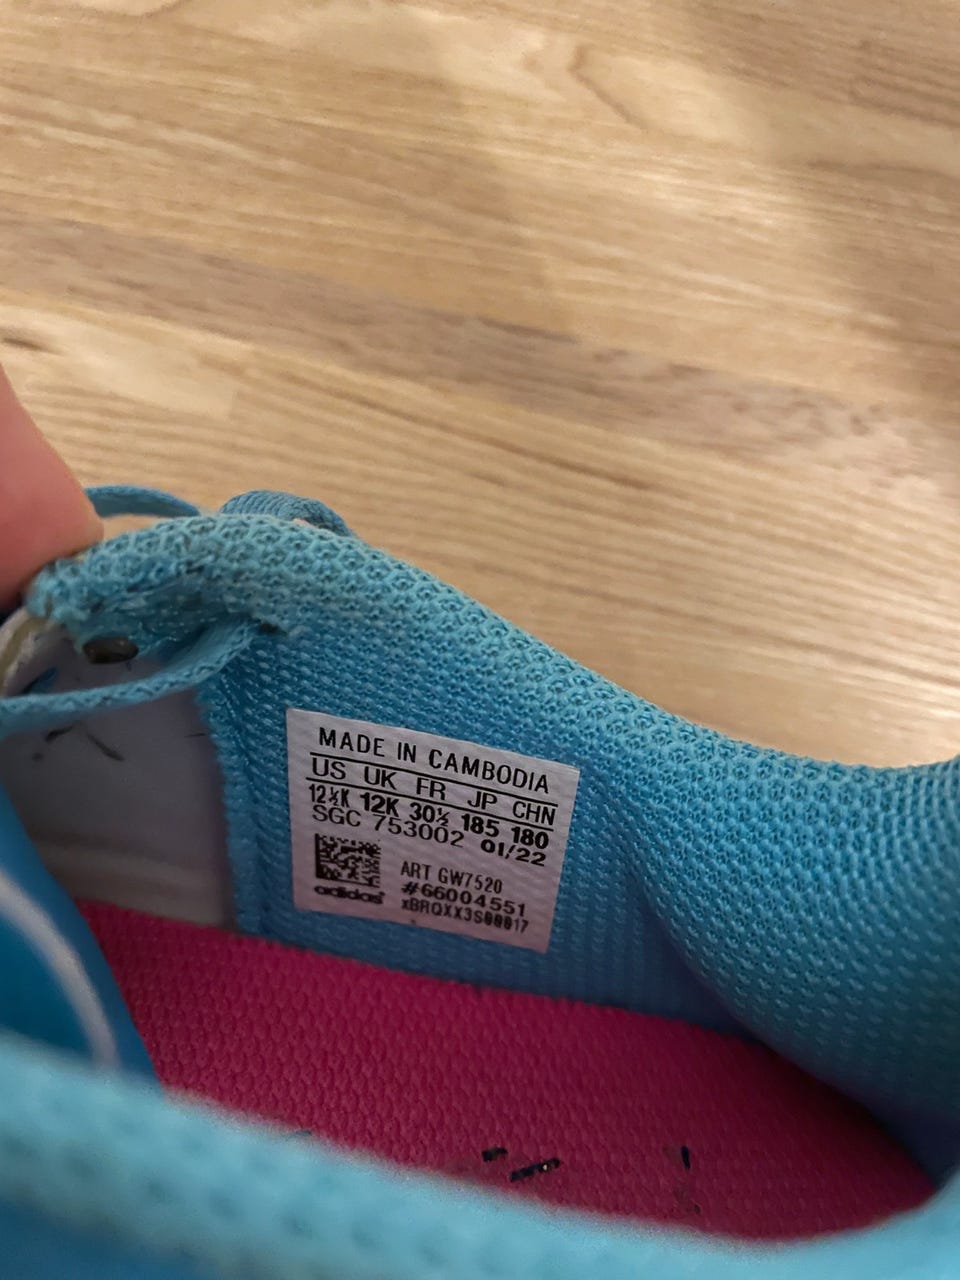 MADE IN CAMBODIA
US UK FR JP CHN
12½K 12K 30½ 185 180
SGC 753002 01/22
ART GW7520
#66004551
xBRQXX3S00017
adidas